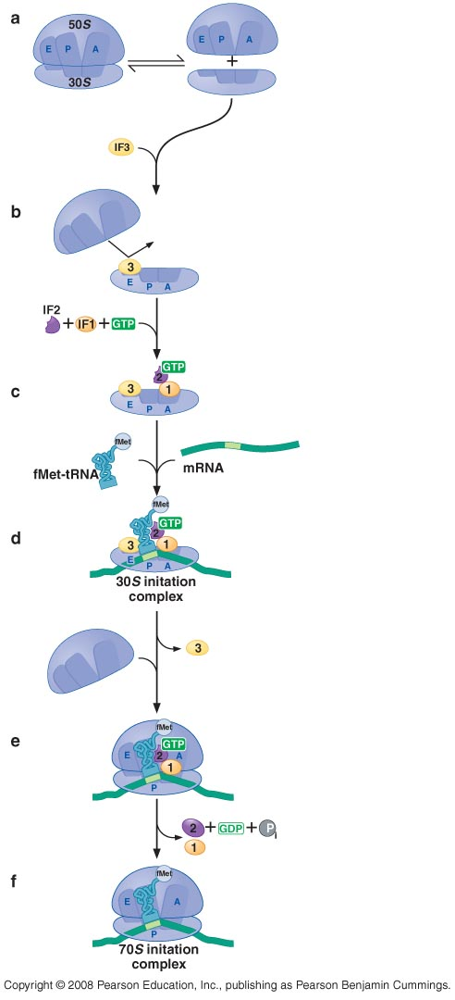 a
50S
E P A
30S
E P A
+
IF3
b
3
E P A
IF2
+ IF1 + GTP
GTP
2
c
3 1
E P A
fMet
fMet-tRNA
mRNA
fMet
d
GTP
2
3 1
E P A
30S initation
complex
3
e
fMet
GTP
E 2 A
1
P
2 + GDP + Pi
1
f
fMet
E A
P
70S initation
complex
Copyright © 2008 Pearson Education, Inc., publishing as Pearson Benjamin Cummings.